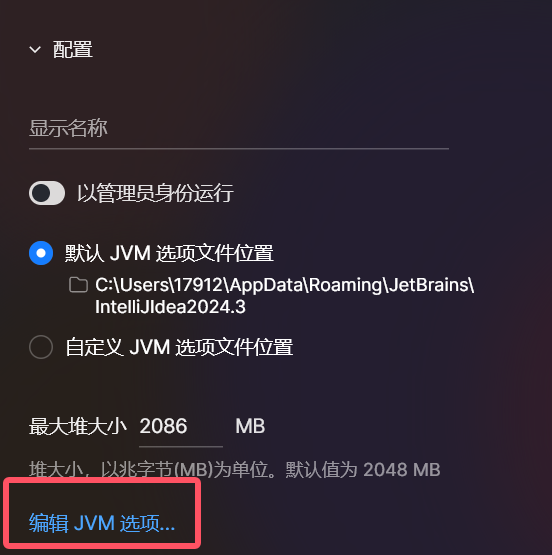 配置
显示名称
以管理员身份运行
默认 JVM 选项文件位置
C:\Users\17912\AppData\Roaming\JetBrains\
IntelliJIdea2024.3
自定义 JVM 选项文件位置
最大堆大小 2086 MB
堆大小，以兆字节(MB)为单位。默认值为 2048 MB
编辑 JVM 选项...